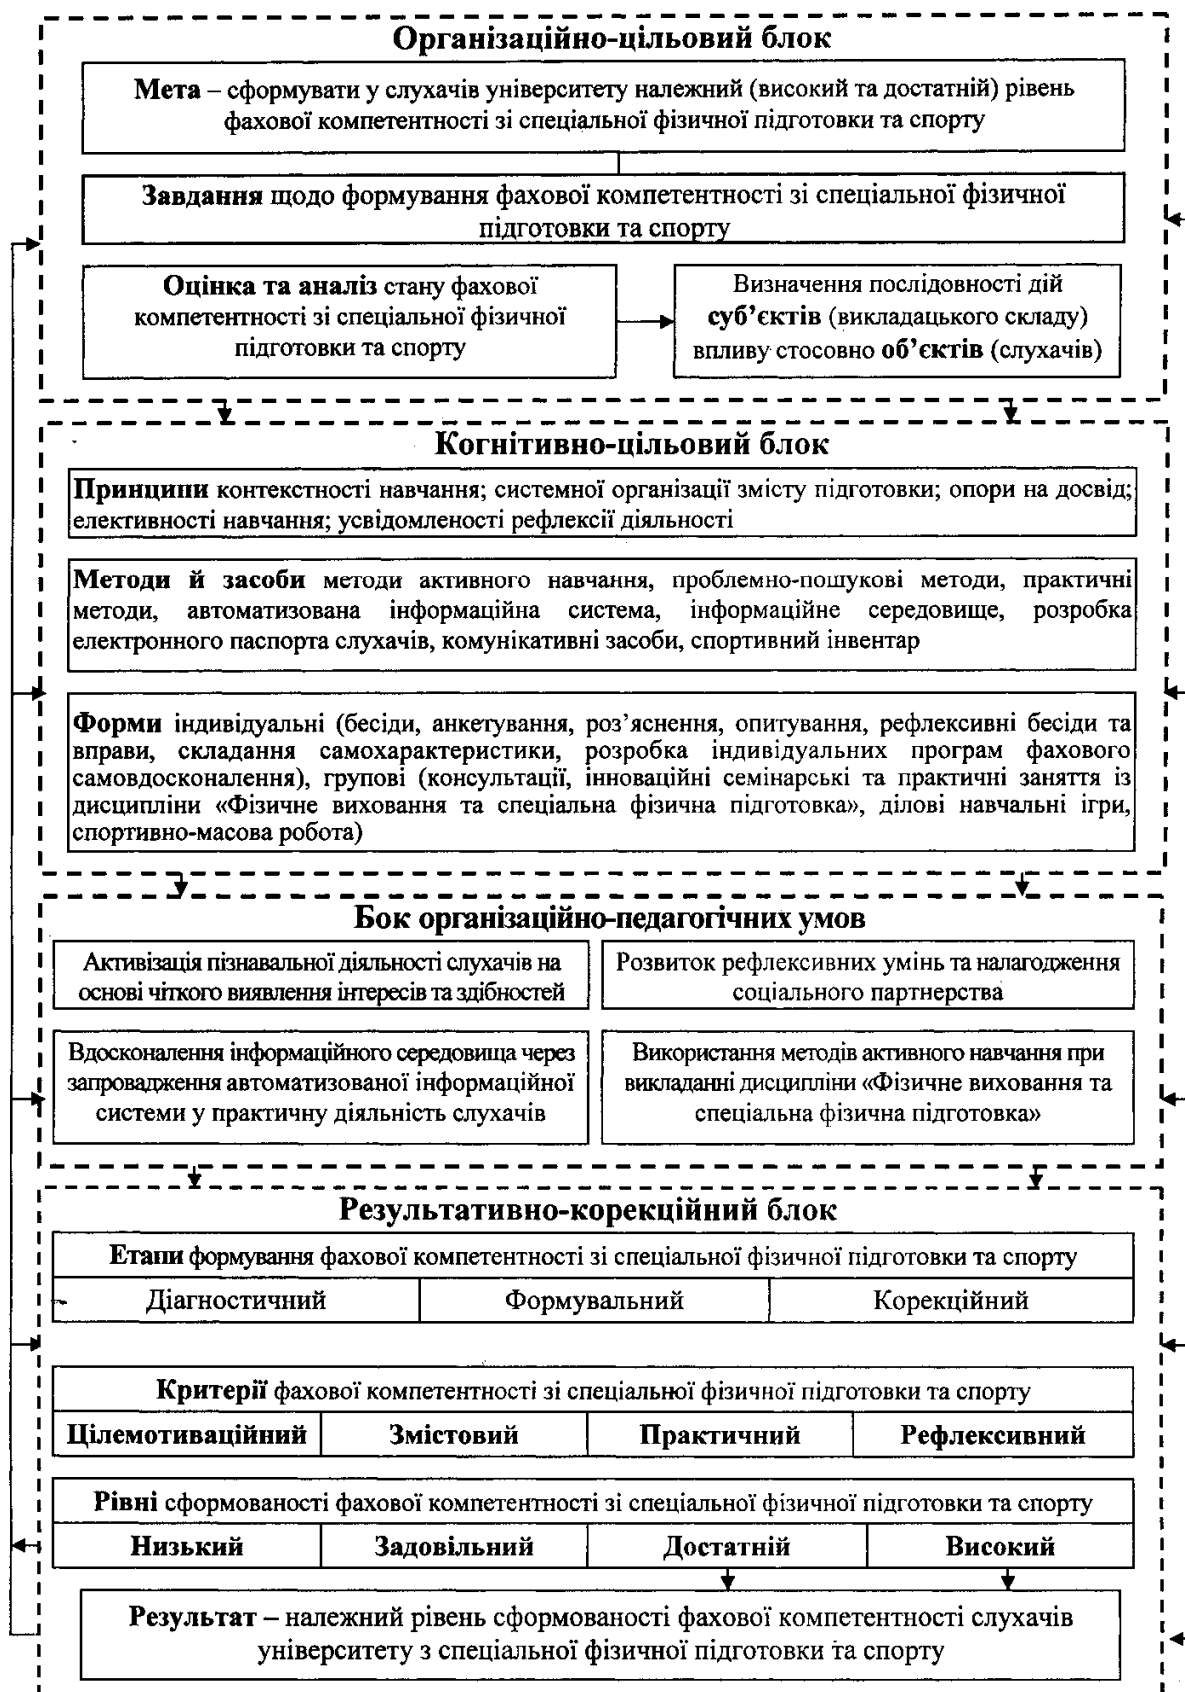 Організаційно-цільовий блок
Мета – сформувати у слухачів університету належний (високий та достатній) рівень
фахової компетентності зі спеціальної фізичної підготовки та спорту
Завдання щодо формування фахової компетентності зі спеціальної фізичної
підготовки та спорту
Оцінка та аналіз стану фахової
компетентності зі спеціальної фізичної
підготовки та спорту
Визначення послідовності дій
суб’єктів (викладацького складу)
впливу стосовно об’єктів (слухачів)
Когнітивно-цільовий блок
Принципи контекстності навчання; системної організації змісту підготовки; опори на досвід;
елективності навчання; усвідомленості рефлексії діяльності
Методи й засоби методи активного навчання, проблемно-пошукові методи, практичні
методи, автоматизована інформаційна система, інформаційне середовище, розробка
електронного паспорта слухачів, комунікативні засоби, спортивний інвентар
Форми індивідуальні (бесіди, анкетування, роз’яснення, опитування, рефлексивні бесіди та
вправи, складання самохарактеристики, розробка індивідуальних програм фахового
самовдосконалення), групові (консультації, інноваційні семінарські та практичні заняття із
дисципліни «Фізичне виховання та спеціальна фізична підготовка», ділові навчальні ігри,
спортивно-масова робота)
Бок організаційно-педагогічних умов
Активізація пізнавальної діяльності слухачів на
основі чіткого виявлення інтересів та здібностей
Розвиток рефлексивних умінь та налагодження
соціального партнерства
Вдосконалення інформаційного середовища через
запровадження автоматизованої інформаційної
системи у практичну діяльність слухачів
Використання методів активного навчання при
викладанні дисципліни «Фізичне виховання та
спеціальна фізична підготовка»
Результативно-корекційний блок
Етапи формування фахової компетентності зі спеціальної фізичної підготовки та спорту
Діагностичний
Формувальний
Корекційний
Критерії фахової компетентності зі спеціальної фізичної підготовки та спорту
Цілемотиваційний
Змістовий
Практичний
Рефлексивний
Рівні сформованості фахової компетентності зі спеціальної фізичної підготовки та спорту
Низький
Задовільний
Достатній
Високий
Результат – належний рівень сформованості фахової компетентності слухачів
університету з спеціальної фізичної підготовки та спорту